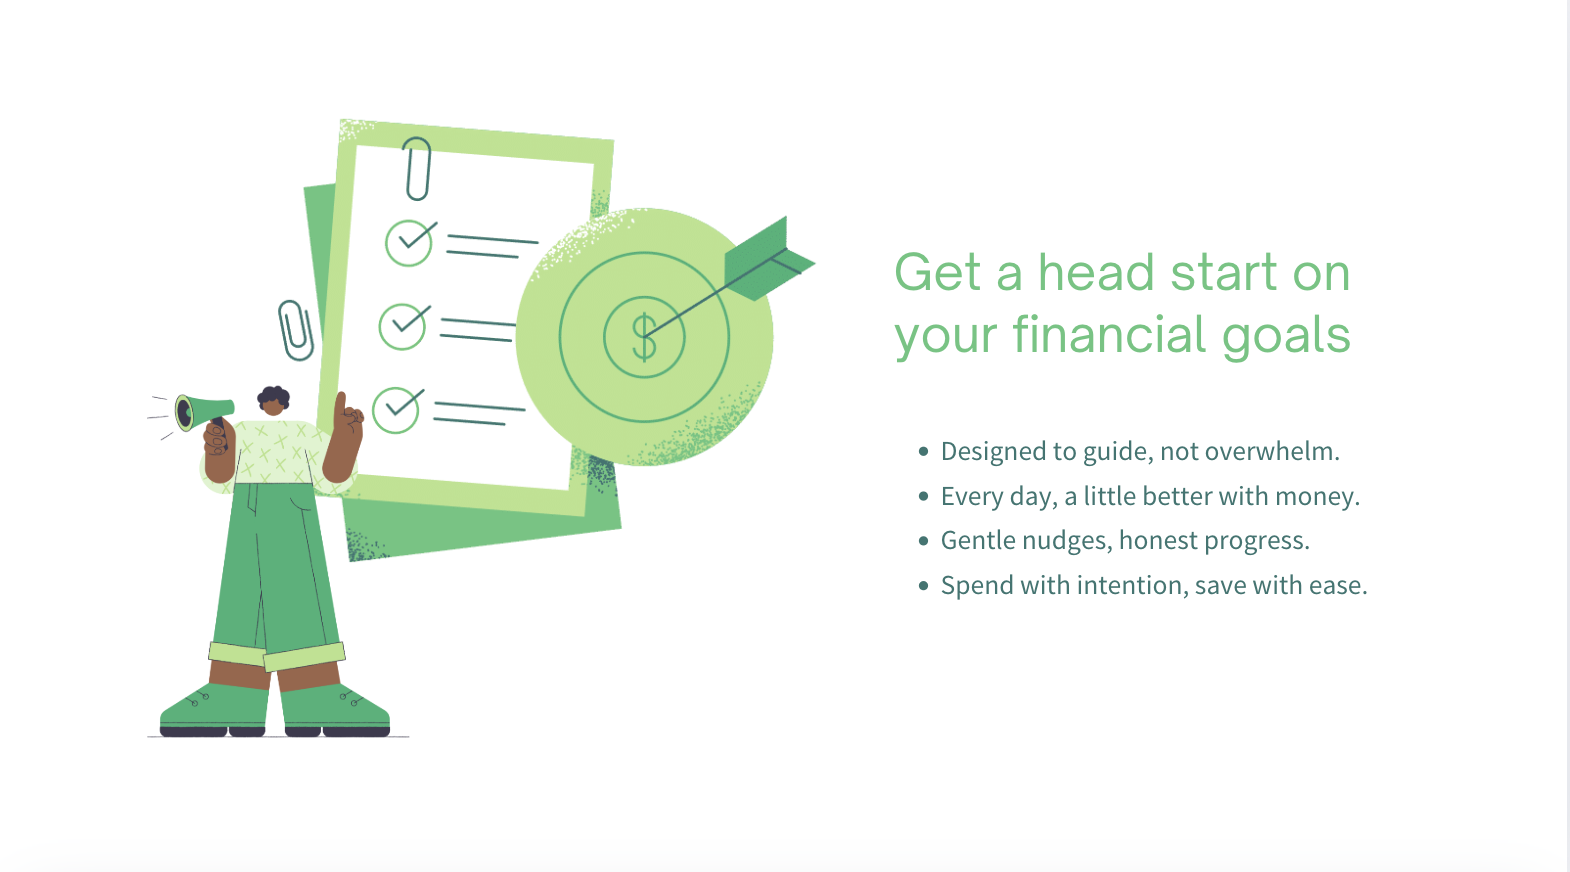 Get a head start on
your financial goals
$
Designed to guide, not overwhelm.
Every day, a little better with money.
Gentle nudges, honest progress.
Spend with intention, save with ease.